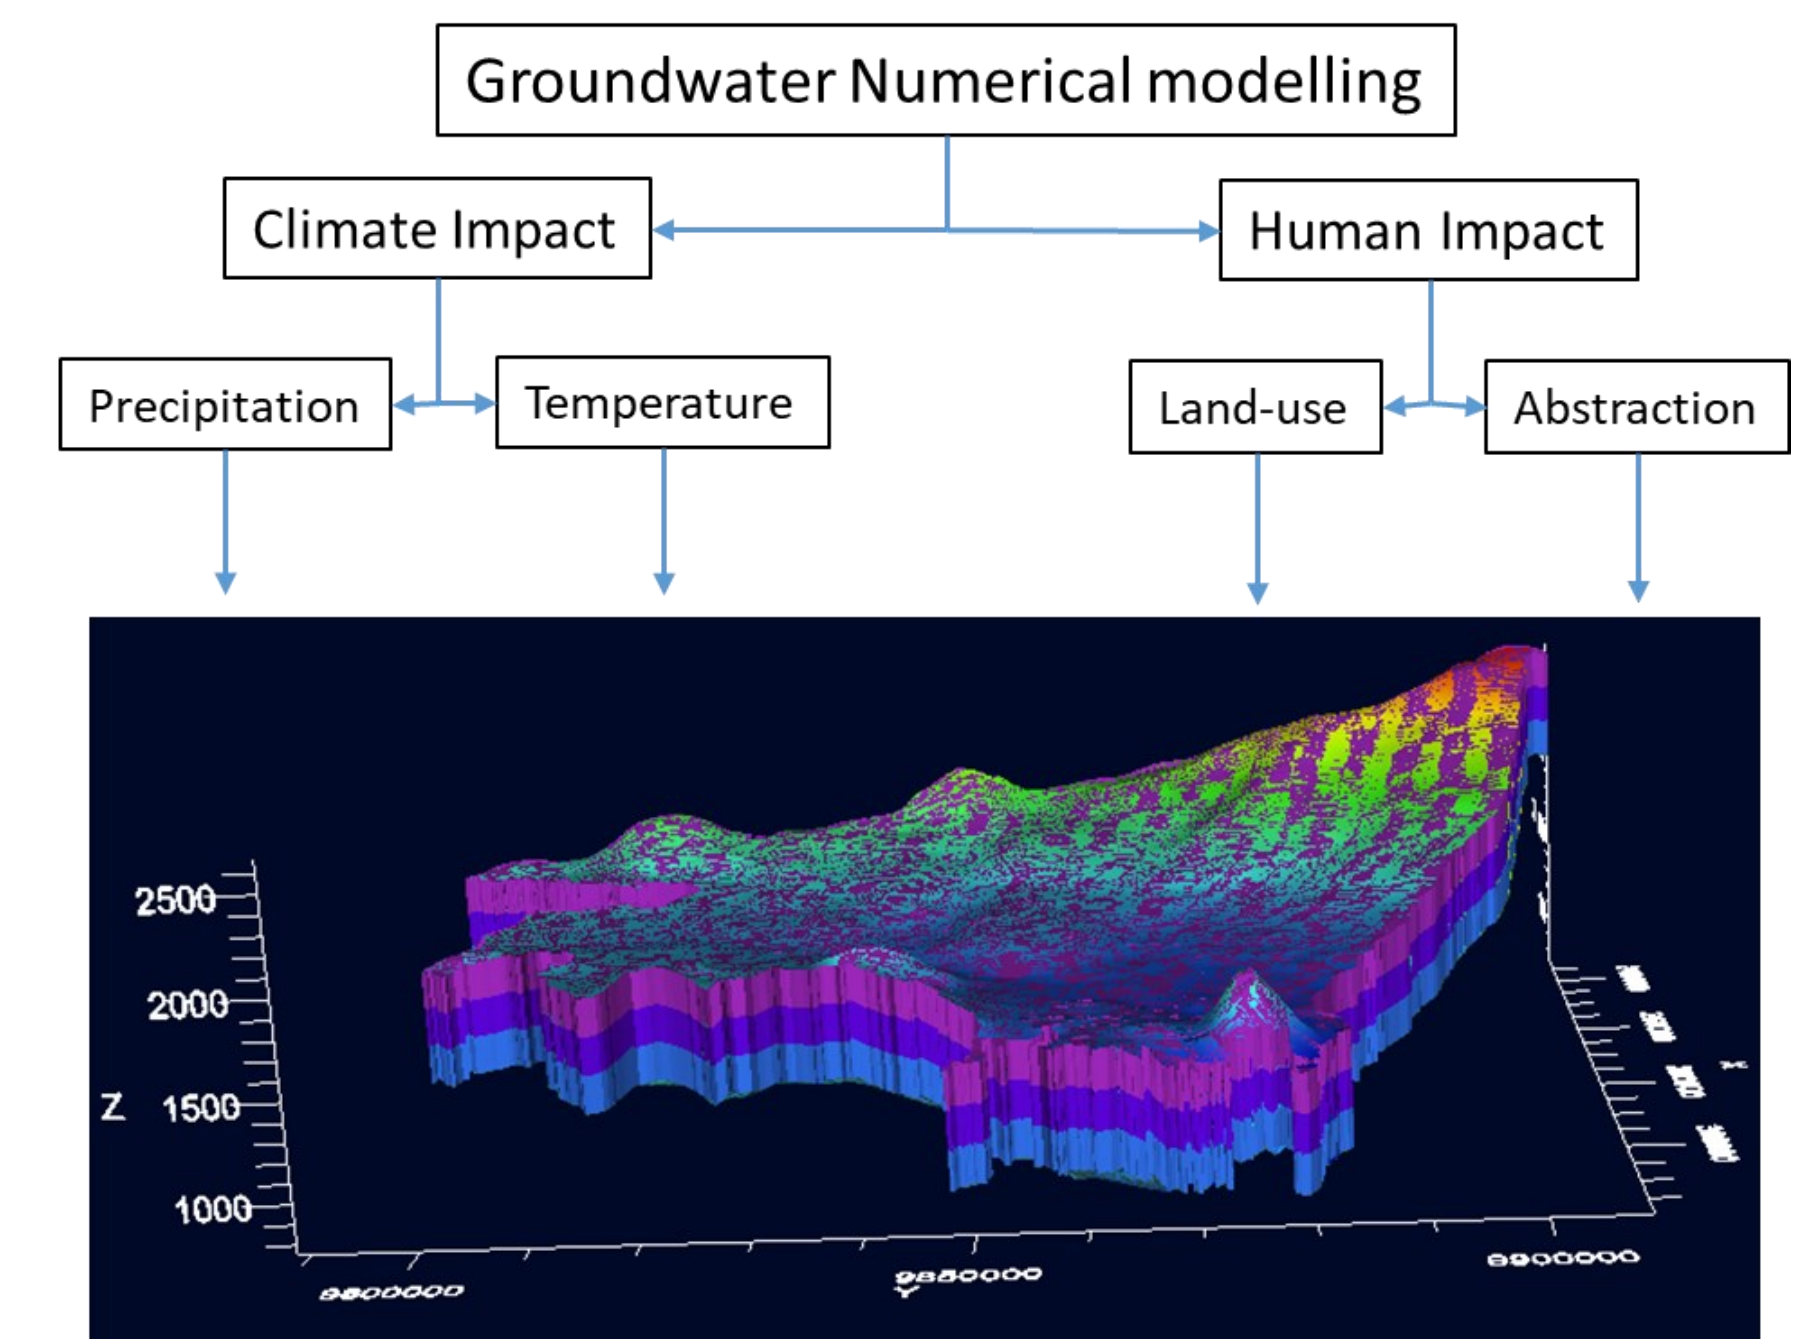 Groundwater Numerical modelling
Climate Impact
Human Impact
Precipitation
Temperature
Land-use
Abstraction
2500
2000
Z 1500
1000
9800000
9850000
9900000
Y
X